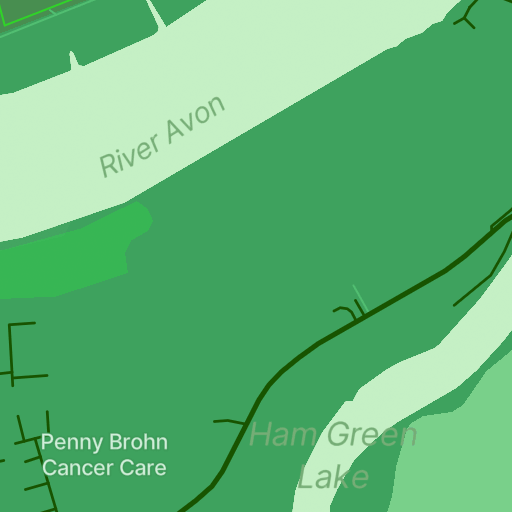 River Avon
Ham Green
Lake
Penny Brohn
Cancer Care